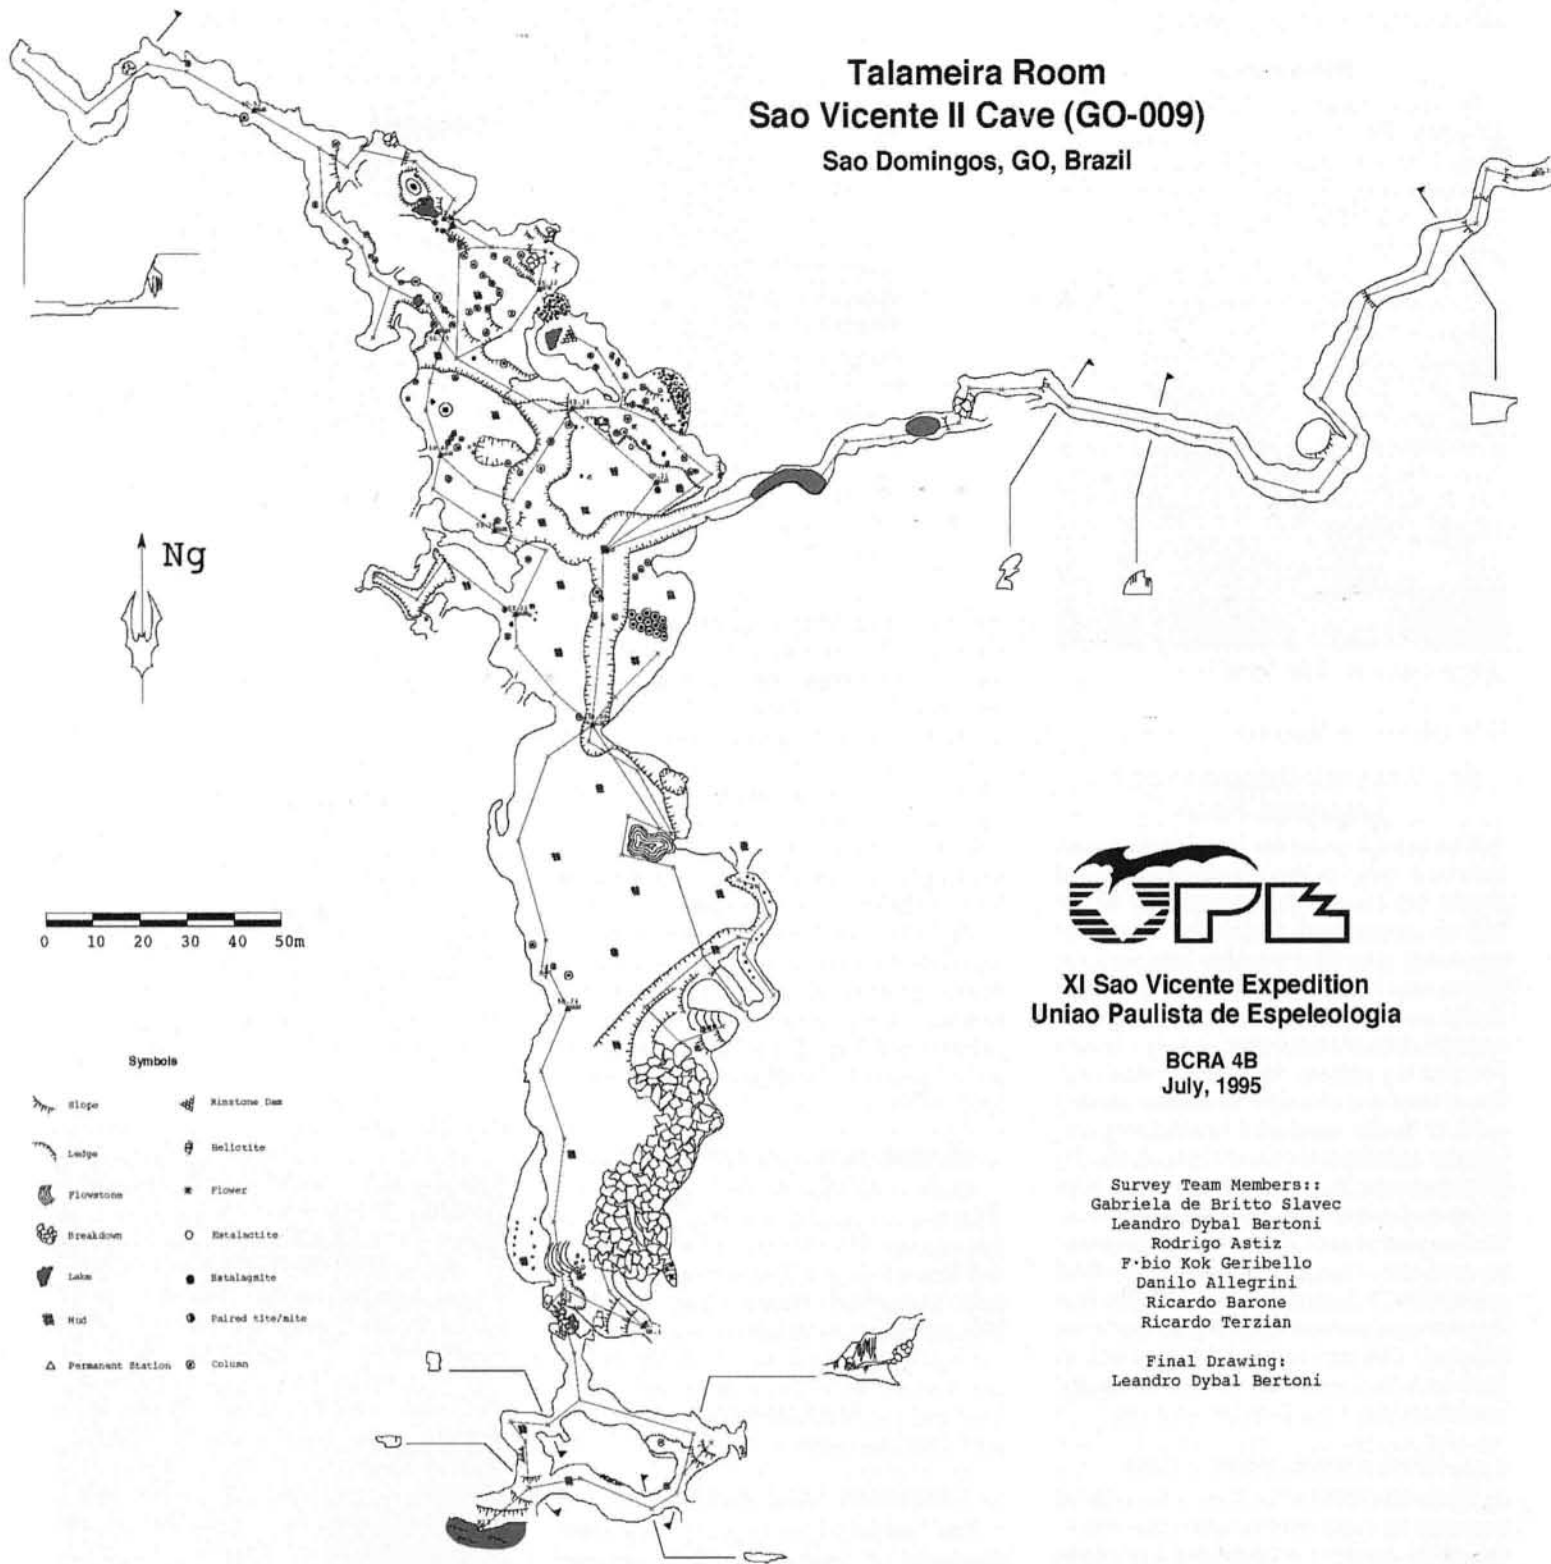 Talameira Room
Sao Vicente II Cave (GO-009)
Sao Domingos, GO, Brazil
Ng
0 10 20 30 40 50m
UPE
XI Sao Vicente Expedition
Uniao Paulista de Espeleologia
BCRA 4B
July, 1995
Symbols
Slope
Rimstone Dam
Ledge
Helictite
Flowstone
Flower
Breakdown
Estalactite
Lake
Estalagmite
Mud
Paired tite/mite
Permanent Station
Column
Survey Team Members::
Gabriela de Britto Slavec
Leandro Dybal Bertoni
Rodrigo Astiz
F·bio Kok Geribello
Danilo Allegrini
Ricardo Barone
Ricardo Terzian
Final Drawing:
Leandro Dybal Bertoni